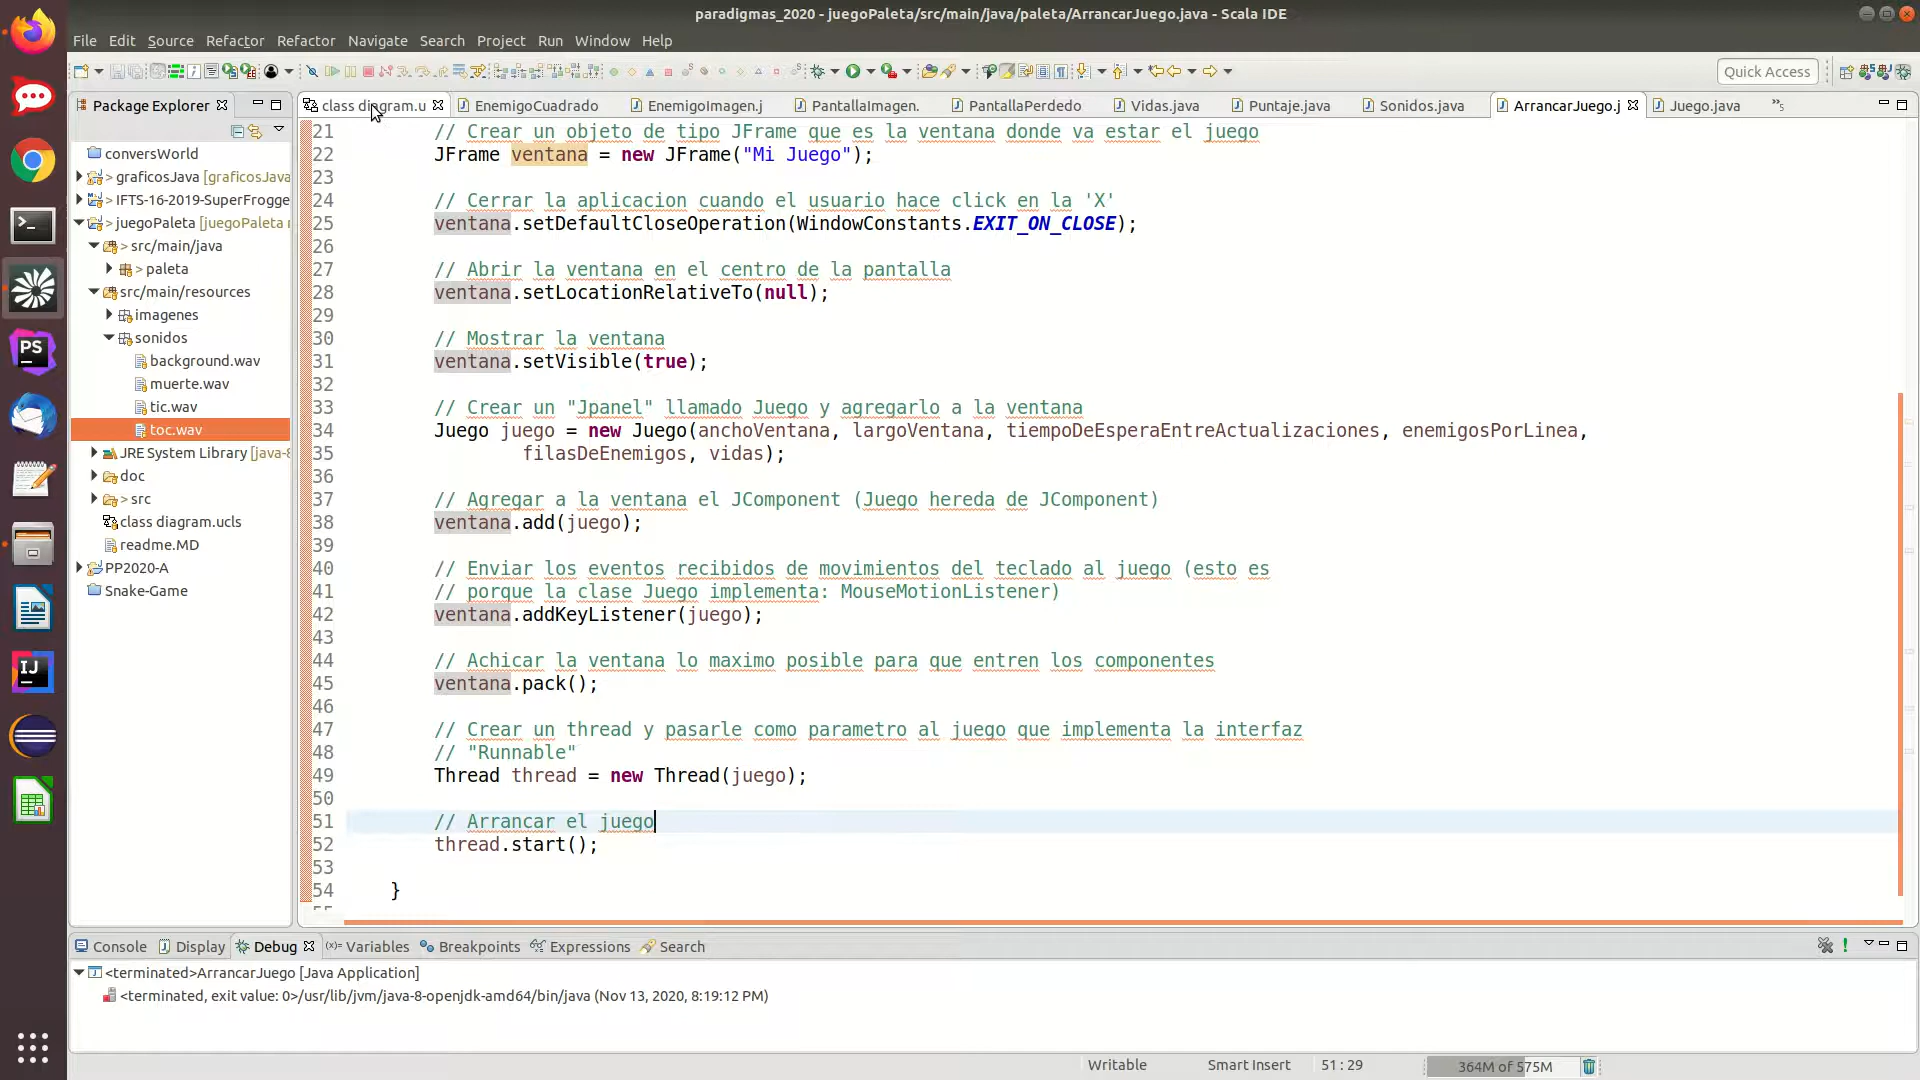 paradigmas_2020 - juegoPaleta/src/main/java/paleta/ArrancarJuego.java - Scala IDE
File Edit Source Refactor Refactor Navigate Search Project Run Window Help
Quick Access
Package Explorer
class diagram.u EnemigoCuadrado EnemigoImagen.j PantallaImagen. PantallaPerdedo Vidas.java Puntaje.java Sonidos.java ArrancarJuego.j Juego.java »5
conversWorld
> graficosJava [graficosJava
> IFTS-16-2019-SuperFrogge
> juegoPaleta [juegoPaleta
> src/main/java
> paleta
src/main/resources
imagenes
sonidos
background.wav
muerte.wav
tic.wav
toc.wav
JRE System Library [java-8
doc
> src
class diagram.ucls
readme.MD
PP2020-A
Snake-Game
21 // Crear un objeto de tipo JFrame que es la ventana donde va estar el juego
22 JFrame ventana = new JFrame("Mi Juego");
23
24 // Cerrar la aplicacion cuando el usuario hace click en la 'X'
25 ventana.setDefaultCloseOperation(WindowConstants.EXIT_ON_CLOSE);
26
27 // Abrir la ventana en el centro de la pantalla
28 ventana.setLocationRelativeTo(null);
29
30 // Mostrar la ventana
31 ventana.setVisible(true);
32
33 // Crear un "Jpanel" llamado Juego y agregarlo a la ventana
34 Juego juego = new Juego(anchoVentana, largoVentana, tiempoDeEsperaEntreActualizaciones, enemigosPorLinea,
35 filasDeEnemigos, vidas);
36
37 // Agregar a la ventana el JComponent (Juego hereda de JComponent)
38 ventana.add(juego);
39
40 // Enviar los eventos recibidos de movimientos del teclado al juego (esto es
41 // porque la clase Juego implementa: MouseMotionListener)
42 ventana.addKeyListener(juego);
43
44 // Achicar la ventana lo maximo posible para que entren los componentes
45 ventana.pack();
46
47 // Crear un thread y pasarle como parametro al juego que implementa la interfaz
48 // "Runnable"
49 Thread thread = new Thread(juego);
50
51 // Arrancar el juego
52 thread.start();
53
54 }
Console Display Debug Variables Breakpoints Expressions Search
<terminated>ArrancarJuego [Java Application]
<terminated, exit value: 0>/usr/lib/jvm/java-8-openjdk-amd64/bin/java (Nov 13, 2020, 8:19:12 PM)
Writable Smart Insert 51 : 29 364M of 575M